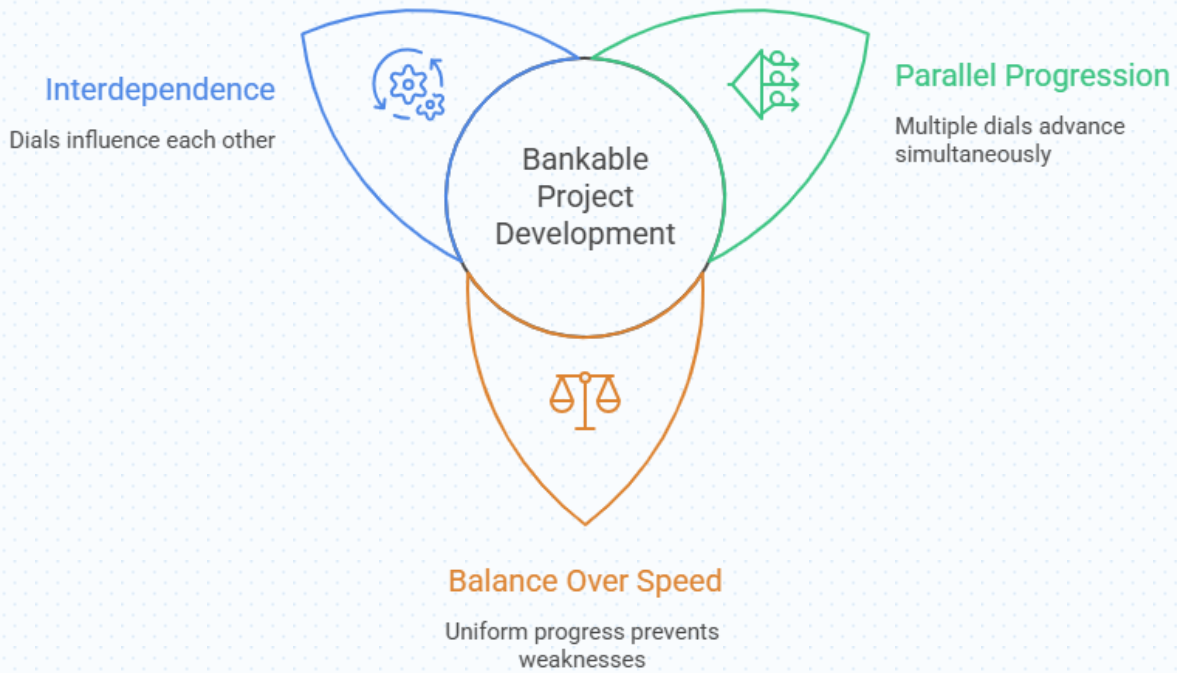 Interdependence
Dials influence each other
Parallel Progression
Multiple dials advance
simultaneously
Bankable
Project
Development
Balance Over Speed
Uniform progress prevents
weaknesses